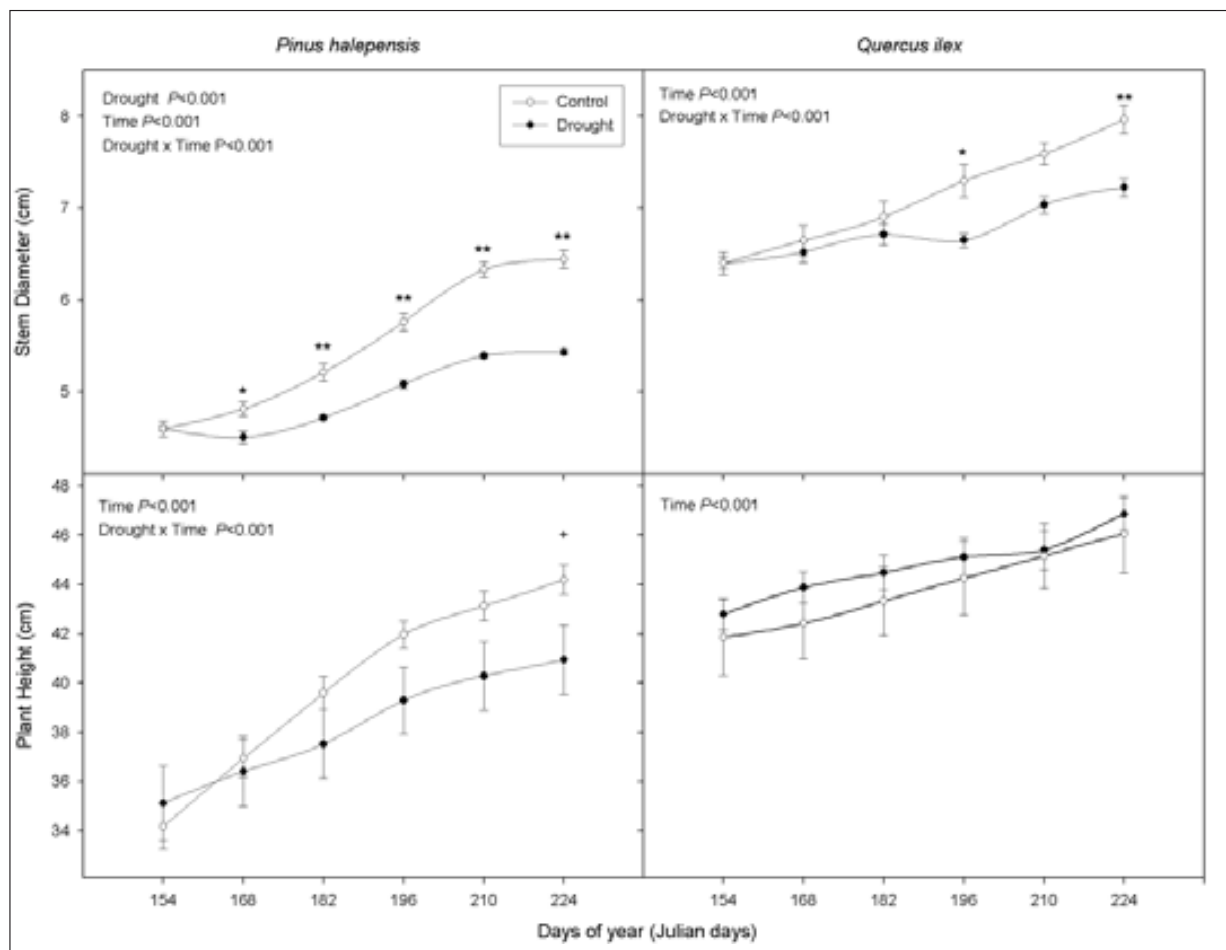 Pinus halepensis
Quercus ilex
Drought P<0.001
Time P<0.001
Drought x Time P<0.001
Control
Drought
Time P<0.001
Drought x Time P<0.001
*
**
**
**
**
*
**
8
7
6
5
Stem Diameter (cm)
Time P<0.001
Drought x Time P<0.001
+
Time P<0.001
48
46
44
42
40
38
36
34
Plant Height (cm)
154 168 182 196 210 224
154 168 182 196 210 224
Days of year (Julian days)